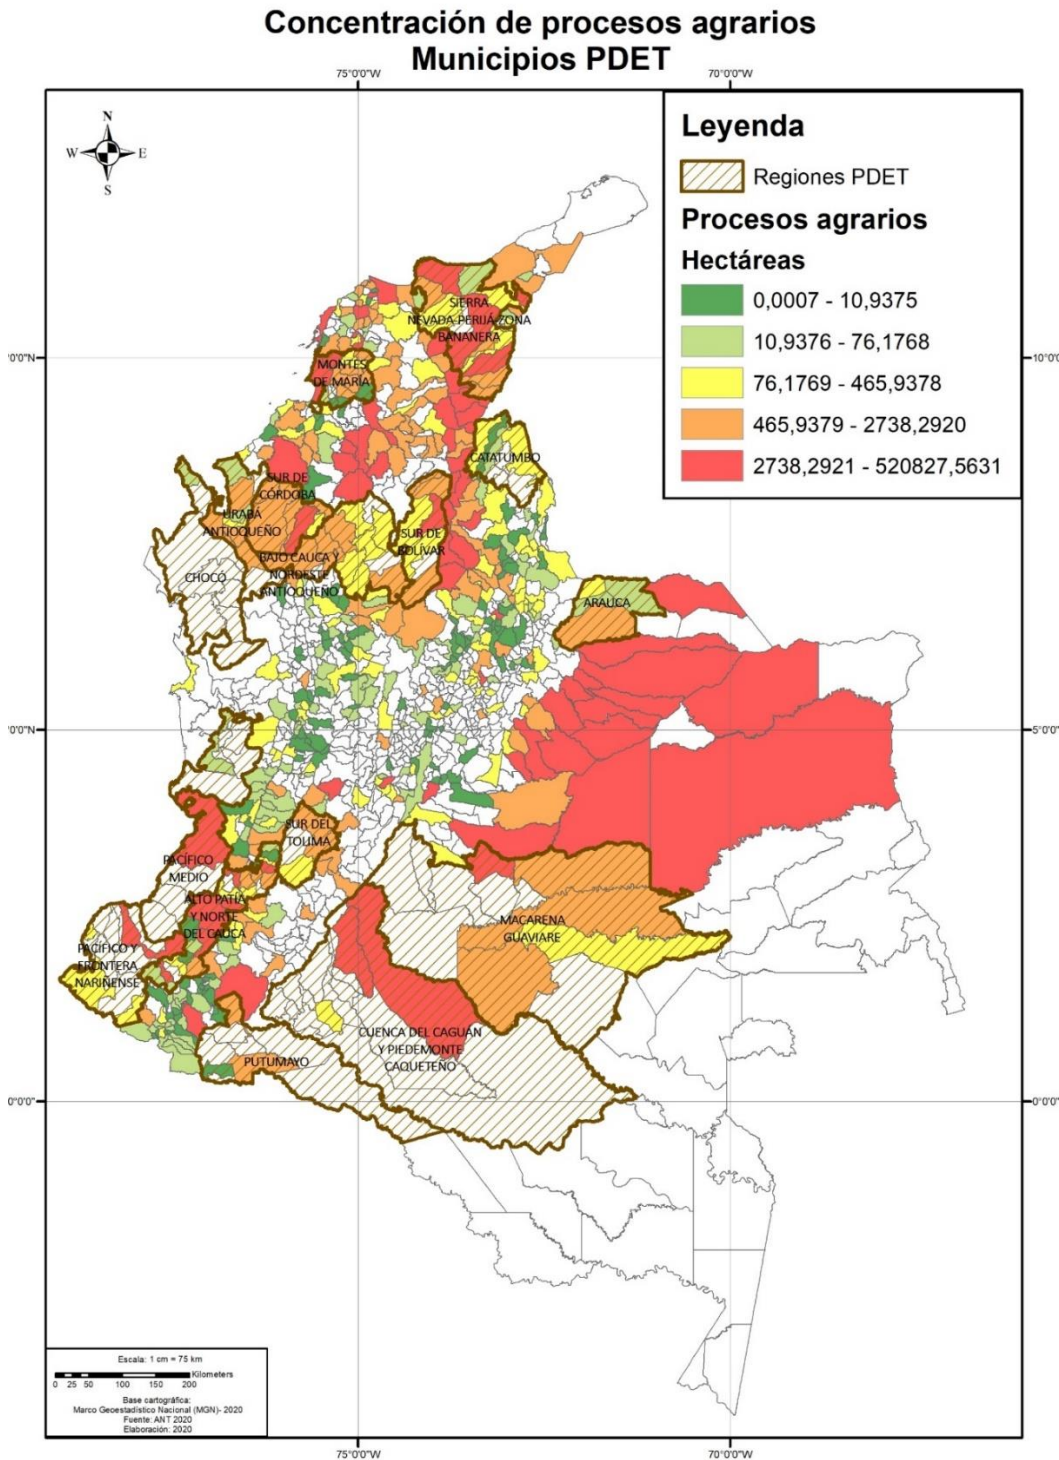 Concentración de procesos agrarios
Municipios PDET
75°0'0"W
70°0'0"W
N
W
E
S
Leyenda
Regiones PDET
Procesos agrarios
Hectáreas
0,0007 - 10,9375
10,9376 - 76,1768
76,1769 - 465,9378
465,9379 - 2738,2920
2738,2921 - 520827,5631
SIERRA
NEVADA-PERIJÁ-ZONA
BANANERA
0'0"N
10°0'
MONTES
DE MARÍA
CATATUMBO
SUR DE
CÓRDOBA
URABÁ
ANTIOQUEÑO
SUR DE
BOLÍVAR
BAJO CAUCA Y
NORDESTE
ANTIOQUEÑO
CHOCÓ
ARAUCA
0'0"N
5°0'0
SUR DEL
TOLIMA
PACÍFICO
MEDIO
ALTO PATÍA
Y NORTE
DEL CAUCA
MACARENA
GUAVIARE
PACÍFICO Y
FRONTERA
NARIÑENSE
CUENCA DEL CAGUÁN
Y PIEDEMONTE
CAQUETEÑO
PUTUMAYO
0°0'0"
0°0'0
Escala: 1 cm = 75 km
Kilometers
0 25 50 100 150 200
Base cartográfica:
Marco Geoestadístico Nacional (MGN)- 2020
Fuente: ANT 2020
Elaboración: 2020
75°0'0"W
70°0'0"W